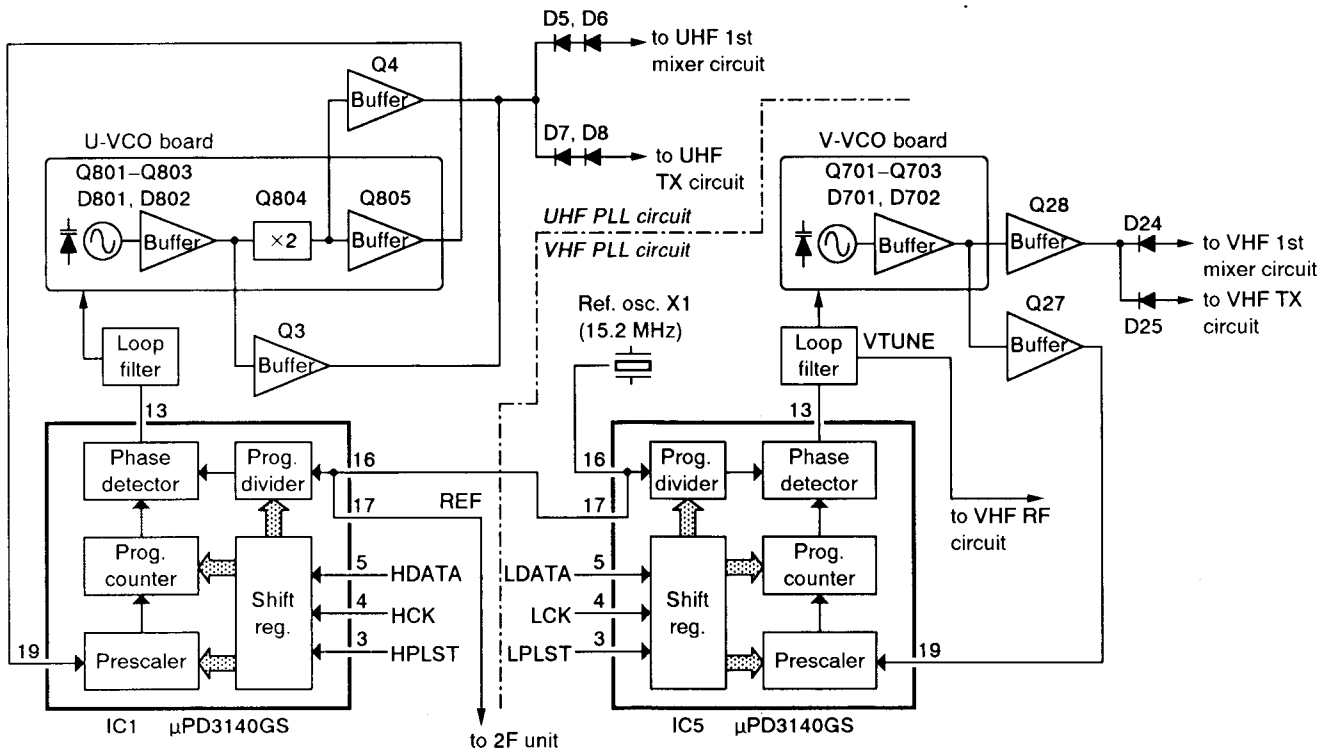 D5, D6
to UHF 1st
mixer circuit
Q4
Buffer
D7, D8
to UHF
TX circuit
U-VCO board
Q801–Q803
D801, D802
Q804
Q805
Buffer
×2
Buffer
UHF PLL circuit
VHF PLL circuit
V-VCO board
Q701–Q703
D701, D702
Buffer
Q28
Buffer
D24
to VHF 1st
mixer circuit
to VHF TX
circuit
D25
Q27
Buffer
Q3
Buffer
Ref. osc. X1
(15.2 MHz)
Loop
filter
Loop
filter
VTUNE
13
13
Phase
detector
Prog.
divider
16
17
REF
16
17
Prog.
divider
Phase
detector
to VHF RF
circuit
Prog.
counter
Shift
reg.
5
HDATA
4
HCK
3
HPLST
LDATA
5
LCK
4
LPLST
3
Shift
reg.
Prog.
counter
19
Prescaler
Prescaler
19
IC1 μPD3140GS
to 2F unit
IC5 μPD3140GS